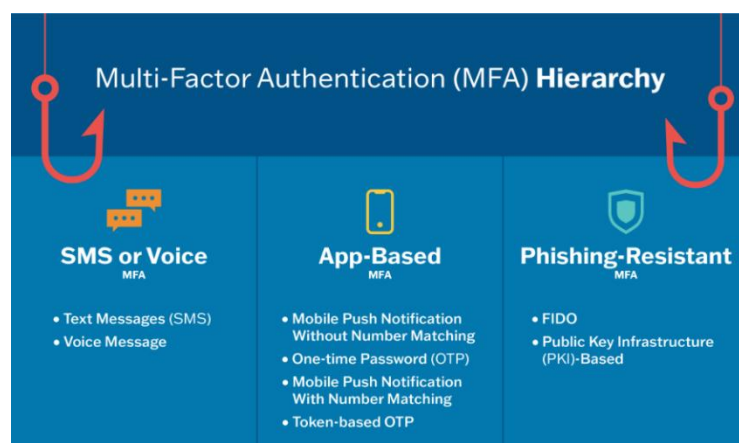 Multi-Factor Authentication (MFA) Hierarchy
SMS or Voice
MFA
• Text Messages (SMS)
• Voice Message
App-Based
MFA
• Mobile Push Notification
Without Number Matching
• One-time Password (OTP)
• Mobile Push Notification
With Number Matching
• Token-based OTP
Phishing-Resistant
MFA
• FIDO
• Public Key Infrastructure
(PKI)-Based